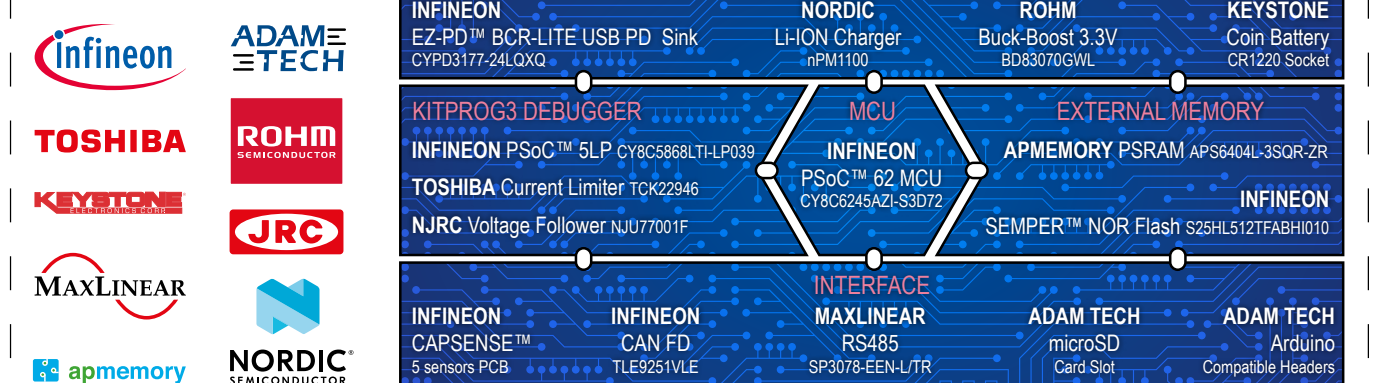 infineon
ADAM
TECH
TOSHIBA
ROHM
SEMICONDUCTOR
KEYSTONE®
ELECTRONICS CORP.
JRC
MAXLINEAR
NORDIC®
SEMICONDUCTOR
apmemory
INFINEON
EZ-PD™ BCR-LITE USB PD Sink
CYPD3177-24LQXQ
NORDIC
Li-ION Charger
nPM1100
ROHM
Buck-Boost 3.3V
BD83070GWL
KEYSTONE
Coin Battery
CR1220 Socket
KITPROG3 DEBUGGER
INFINEON PSoC™ 5LP CY8C5868LTI-LP039
TOSHIBA Current Limiter TCK22946
NJRC Voltage Follower NJU77001F
MCU
INFINEON
PSoC™ 62 MCU
CY8C6245AZI-S3D72
EXTERNAL MEMORY
APMEMORY PSRAM APS6404L-3SQR-ZR
INFINEON
SEMPER™ NOR Flash S25HL512TFABHI010
INTERFACE
INFINEON
CAPSENSE™
5 sensors PCB
INFINEON
CAN FD
TLE9251VLE
MAXLINEAR
RS485
SP3078-EEN-L/TR
ADAM TECH
microSD
Card Slot
ADAM TECH
Arduino
Compatible Headers